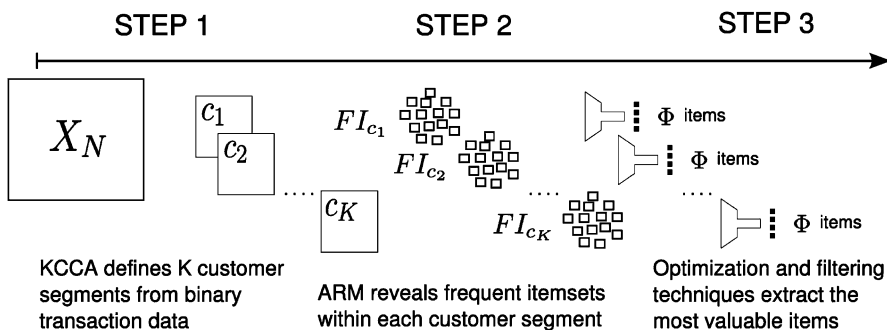 STEP 1
STEP 2
STEP 3
X_N
c_1
c_2
....
c_K
FI_{c_1}
FI_{c_2}
....
FI_{c_K}
Φ items
Φ items
....
Φ items
KCCA defines K customer
segments from binary
transaction data
ARM reveals frequent itemsets
within each customer segment
Optimization and filtering
techniques extract the
most valuable items